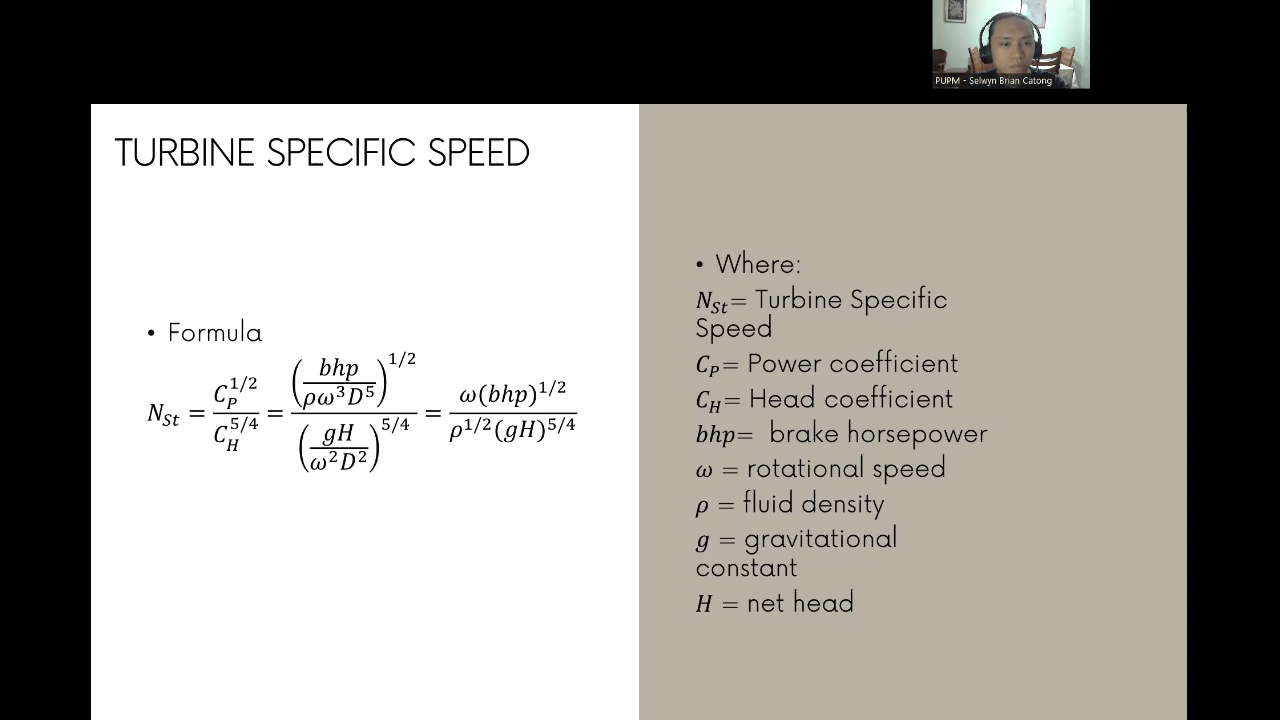 PUPM - Selwyn Brian Catong
TURBINE SPECIFIC SPEED
• Formula
N_St = C_P^{1/2} / C_H^{5/4} = (bhp / ρω³D⁵)^{1/2} / (gH / ω²D²)^{5/4} = ω(bhp)^{1/2} / ρ^{1/2}(gH)^{5/4}
• Where:
N_St= Turbine Specific
Speed
C_P= Power coefficient
C_H= Head coefficient
bhp= brake horsepower
ω = rotational speed
ρ = fluid density
g = gravitational
constant
H = net head